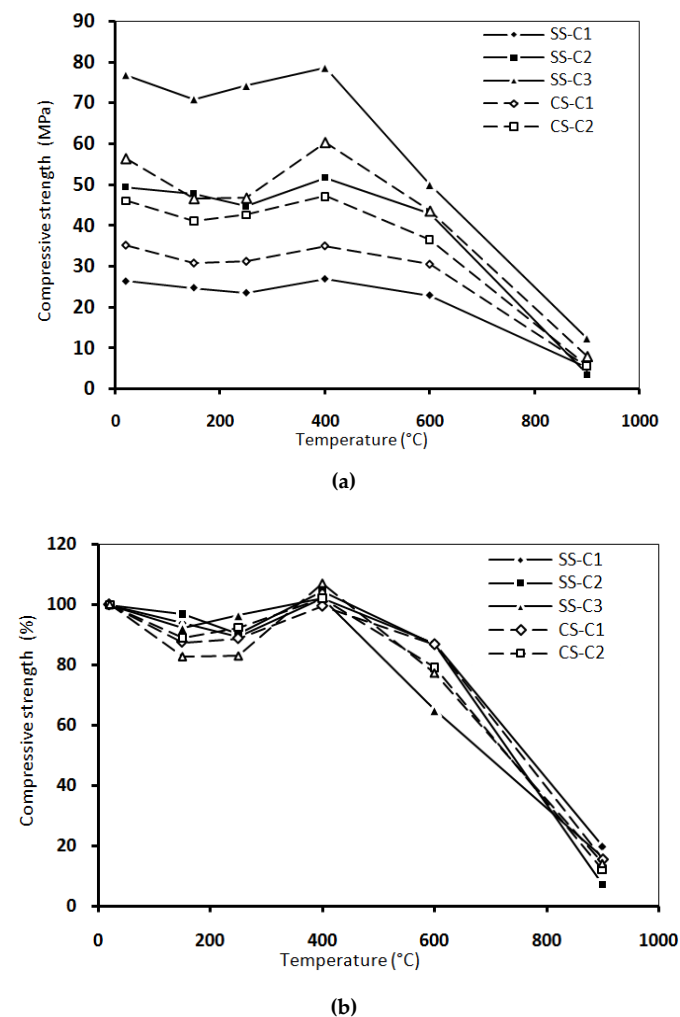 90
80
70
60
50
40
30
20
10
0
Compressive strength (MPa)
SS-C1
SS-C2
SS-C3
CS-C1
CS-C2
0 200 400 600 800 1000
Temperature (°C)
(a)
120
100
80
60
40
20
0
Compressive strength (%)
SS-C1
SS-C2
SS-C3
CS-C1
CS-C2
0 200 400 600 800 1000
Temperature (°C)
(b)